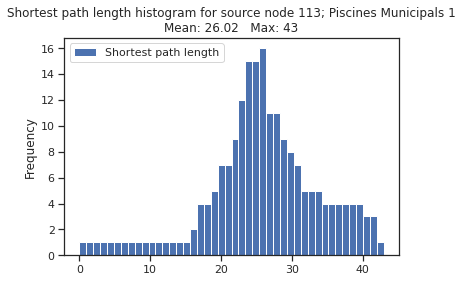 Shortest path length histogram for source node 113; Piscines Municipals 1
Mean: 26.02 Max: 43
Shortest path length
Frequency
16
14
12
10
8
6
4
2
0
0 10 20 30 40